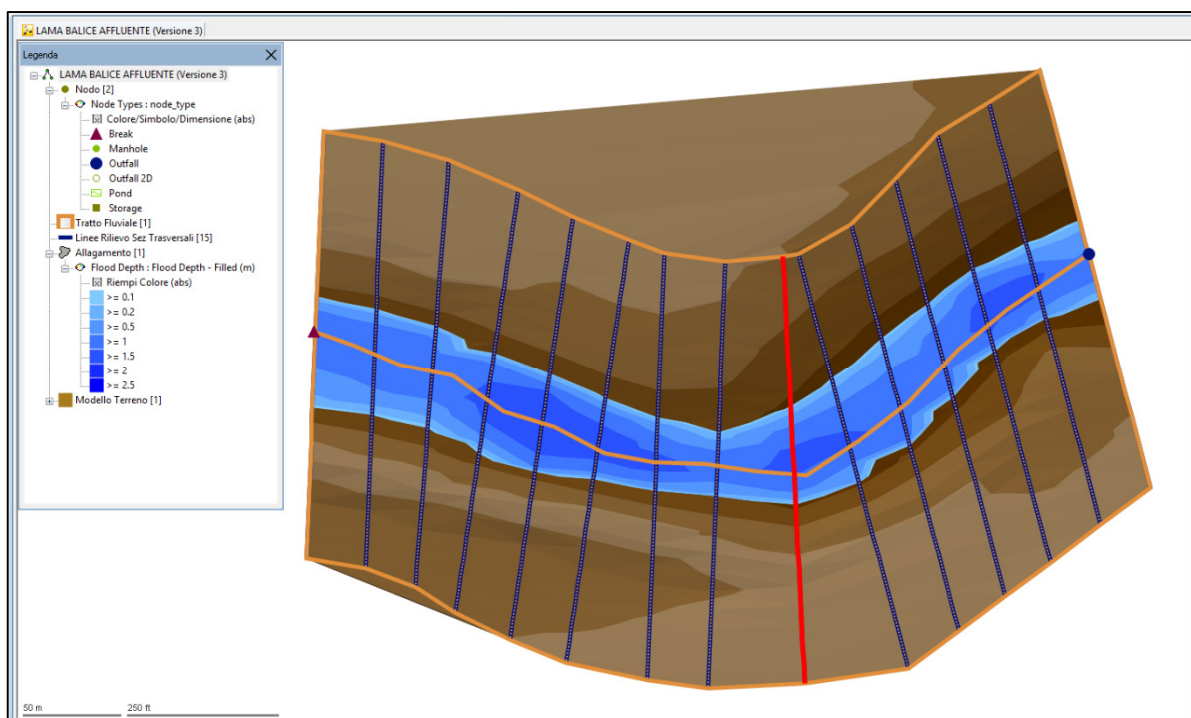 LAMA BALICE AFFLUENTE (Versione 3)
Legenda
LAMA BALICE AFFLUENTE (Versione 3)
Nodo [2]
Node Types : node_type
Colore/Simbolo/Dimensione (abs)
Break
Manhole
Outfall
Outfall 2D
Pond
Storage
Tratto Fluviale [1]
Linee Rilievo Sez Trasversali [15]
Allagamento [1]
Flood Depth : Flood Depth - Filled (m)
Riempi Colore (abs)
>= 0.1
>= 0.2
>= 0.5
>= 1
>= 1.5
>= 2
>= 2.5
Modello Terreno [1]
50 m 250 ft